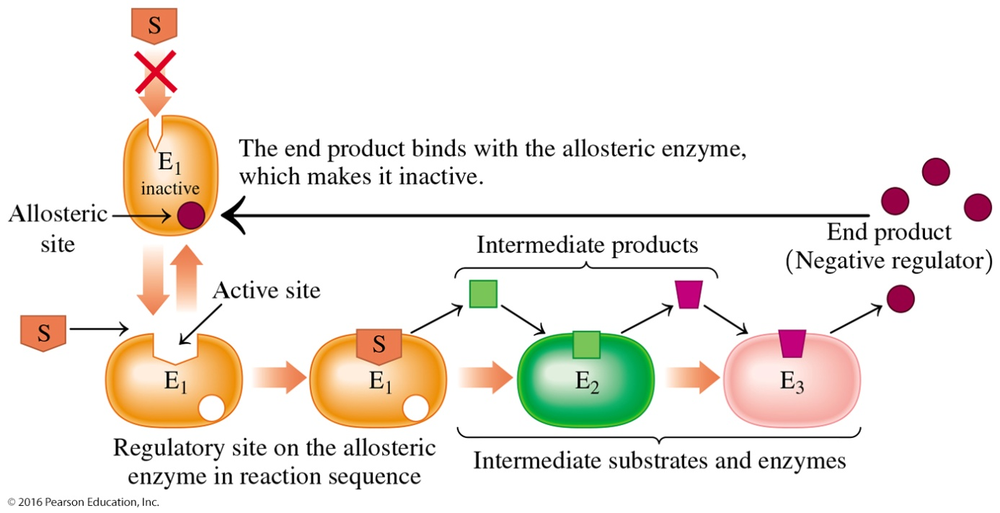 S
The end product binds with the allosteric enzyme,
which makes it inactive.
E₁
inactive
Allosteric
site
End product
(Negative regulator)
Intermediate products
Active site
S
S
E₁
E₁
E₂
E₃
Regulatory site on the allosteric
enzyme in reaction sequence
Intermediate substrates and enzymes
© 2016 Pearson Education, Inc.